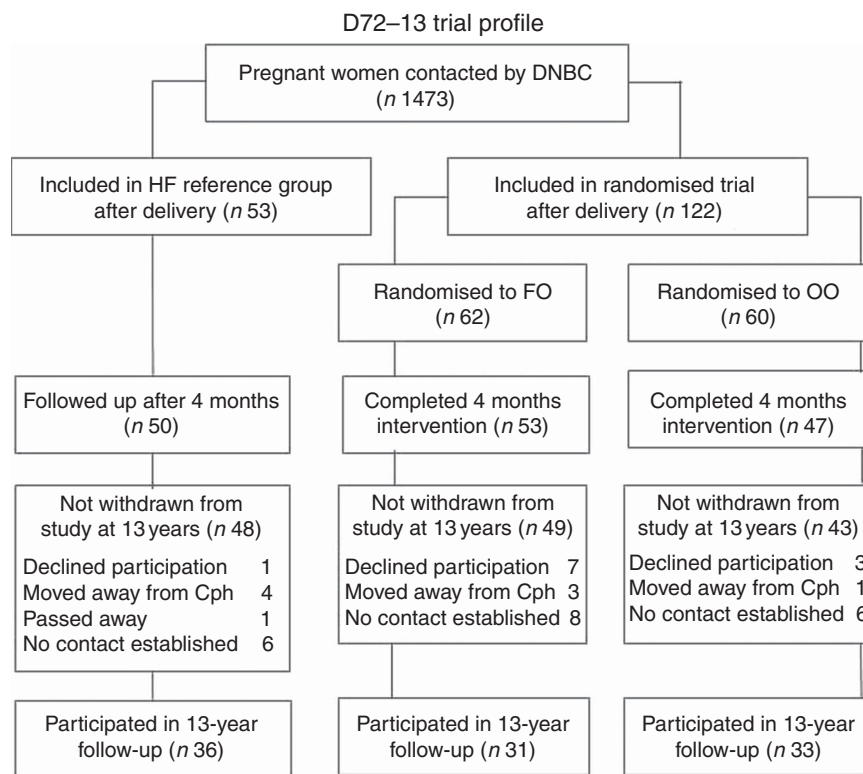 D72–13 trial profile
Pregnant women contacted by DNBC
(n 1473)
Included in HF reference group
after delivery (n 53)
Included in randomised trial
after delivery (n 122)
Randomised to FO
(n 62)
Randomised to OO
(n 60)
Followed up after 4 months
(n 50)
Completed 4 months
intervention (n 53)
Completed 4 months
intervention (n 47)
Not withdrawn from
study at 13 years (n 48)
Declined participation 1
Moved away from Cph 4
Passed away 1
No contact established 6
Not withdrawn from
study at 13 years (n 49)
Declined participation 7
Moved away from Cph 3
No contact established 8
Not withdrawn from
study at 13 years (n 43)
Declined participation 3
Moved away from Cph 1
No contact established 6
Participated in 13-year
follow-up (n 36)
Participated in 13-year
follow-up (n 31)
Participated in 13-year
follow-up (n 33)